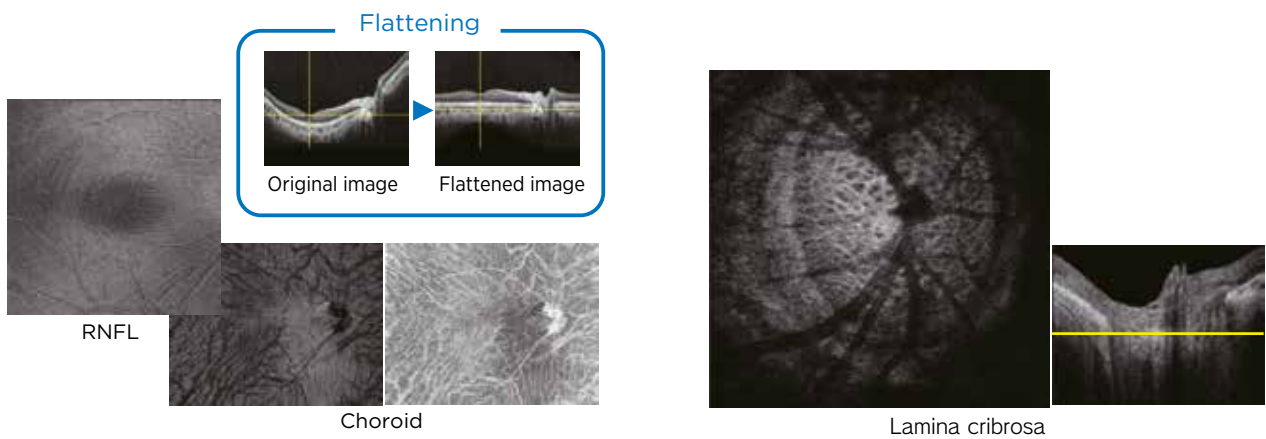 Flattening
Original image
Flattened image
RNFL
Choroid
Lamina cribrosa